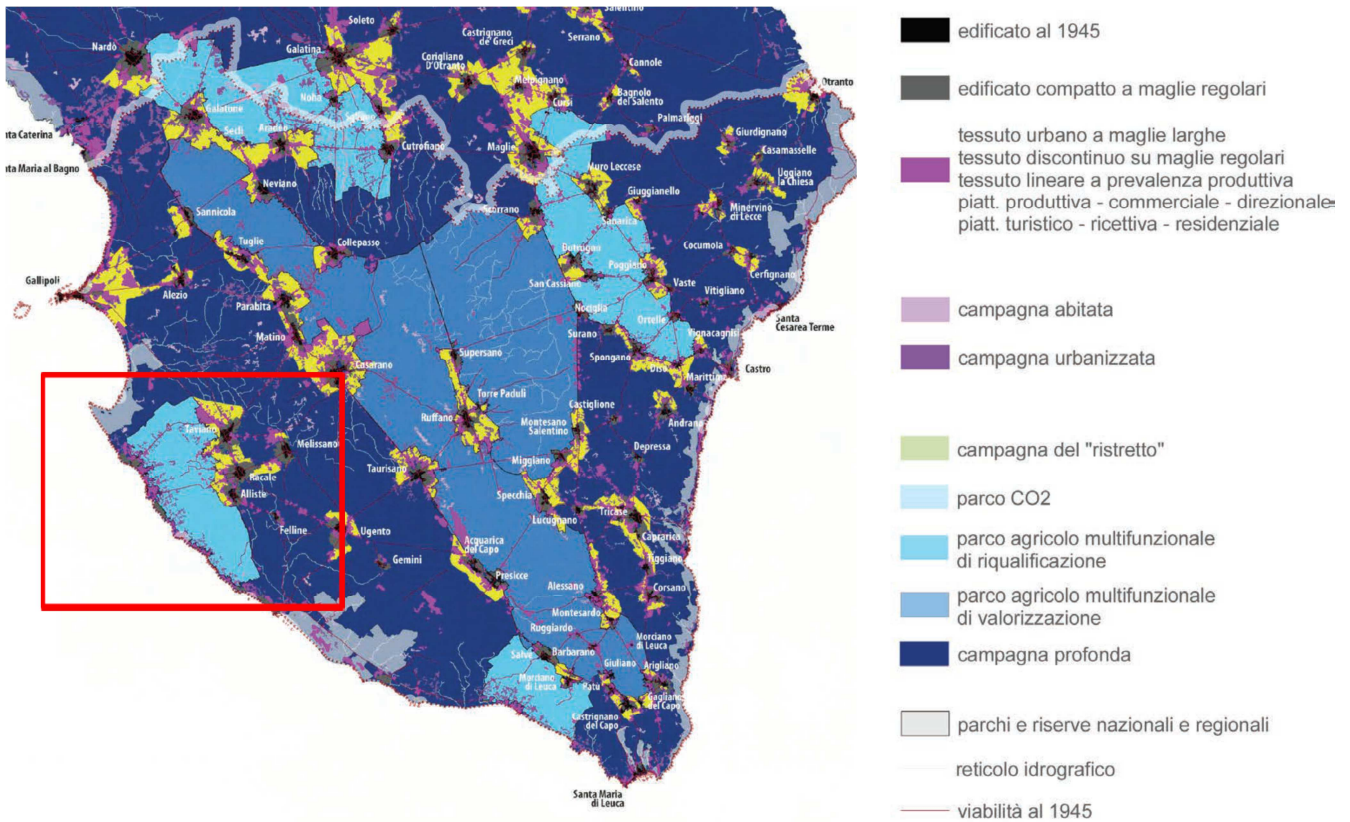 Soleto
Salentino
Nardò
Galatina
Castrignano
de' Greci
Serrano
Corigliano
D'Otranto
Cannole
Melpignano
Otranto
Noha
Bagnolo
del Salento
Galatone
Cursi
Palmariggi
nta Caterina
Seclì
Aradeo
Giurdignano
Cutrofiano
Maglie
Casamasselle
nta Maria al Bagno
Muro Leccese
Uggiano
la Chiesa
Neviano
Giuggianello
Minervino
di Lecce
Sannicola
Scorrano
Sanarica
Tuglie
Collepasso
Botrugno
Cocumola
Poggiardo
Cerfignano
Gallipoli
Alezio
San Cassiano
Vaste
Vitigliano
Parabita
Nociglia
Ortelle
Santa
Cesarea Terme
Matino
Surano
Vignacagnisi
Supersano
Spongano
Casarano
Diso
Castro
Marittima
Torre Paduli
Castiglione
Ruffano
Andrana
Taviano
Montesano
Salentino
Melissano
Depressa
Miggiano
Racale
Taurisano
Alliste
Specchia
Tricase
Lucugnano
Felline
Ugento
Caprarica
Acquarica
del Capo
Tiggiano
Gemini
Presicce
Alessano
Corsano
Montesardo
Ruggiardo
Morciano
di Leuca
Salve
Barbarano
Giuliano
Arigliano
Morciano
di Leuca
Patù
Gagliano
del Capo
Castrignano
del Capo
Santa Maria
di Leuca
edificato al 1945
edificato compatto a maglie regolari
tessuto urbano a maglie larghe
tessuto discontinuo su maglie regolari
tessuto lineare a prevalenza produttiva
piatt. produttiva - commerciale - direzionale
piatt. turistico - ricettiva - residenziale
campagna abitata
campagna urbanizzata
campagna del "ristretto"
parco CO2
parco agricolo multifunzionale
di riqualificazione
parco agricolo multifunzionale
di valorizzazione
campagna profonda
parchi e riserve nazionali e regionali
reticolo idrografico
viabilità al 1945